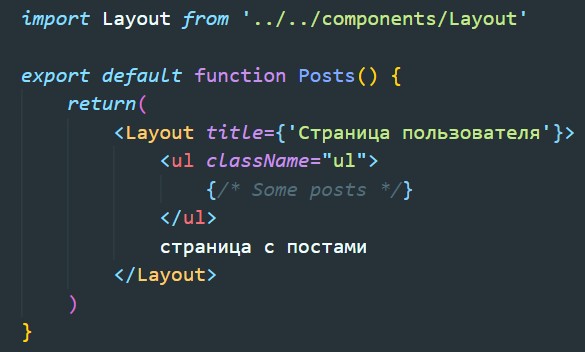 import Layout from '../../components/Layout'
export default function Posts() {
return(
<Layout title={'Страница пользователя'}>
<ul className="ul">
{/* Some posts */}
</ul>
страница с постами
</Layout>
)
}